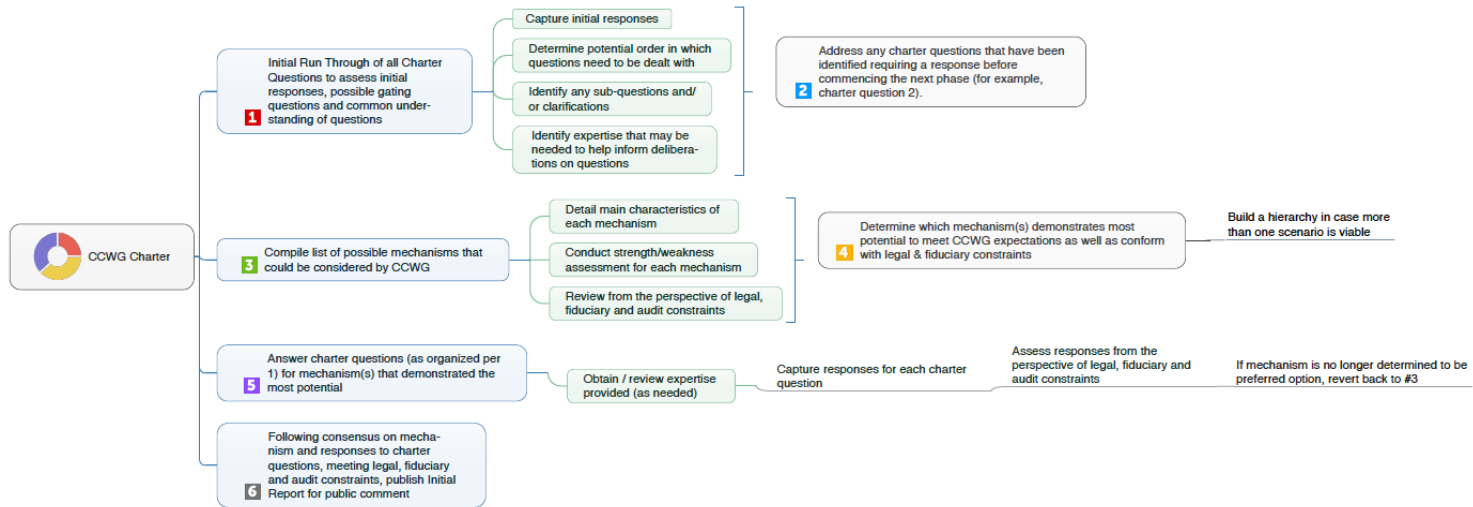 CCWG Charter
Initial Run Through of all Charter
Questions to assess initial
responses, possible gating
questions and common under-
standing of questions
1
Capture initial responses
Determine potential order in which
questions need to be dealt with
Identify any sub-questions and/
or clarifications
Identify expertise that may be
needed to help inform delibera-
tions on questions
Address any charter questions that have been
identified requiring a response before
commencing the next phase (for example,
charter question 2).
2
Compile list of possible mechanisms that
could be considered by CCWG
3
Detail main characteristics of
each mechanism
Conduct strength/weakness
assessment for each mechanism
Review from the perspective of legal,
fiduciary and audit constraints
Determine which mechanism(s) demonstrates most
potential to meet CCWG expectations as well as conform
with legal & fiduciary constraints
4
Build a hierarchy in case more
than one scenario is viable
Answer charter questions (as organized per
1) for mechanism(s) that demonstrated the
most potential
5
Obtain / review expertise
provided (as needed)
Capture responses for each charter
question
Assess responses from the
perspective of legal, fiduciary and
audit constraints
If mechanism is no longer determined to be
preferred option, revert back to #3
Following consensus on mecha-
nism and responses to charter
questions, meeting legal, fiduciary
and audit constraints, publish Initial
Report for public comment
6